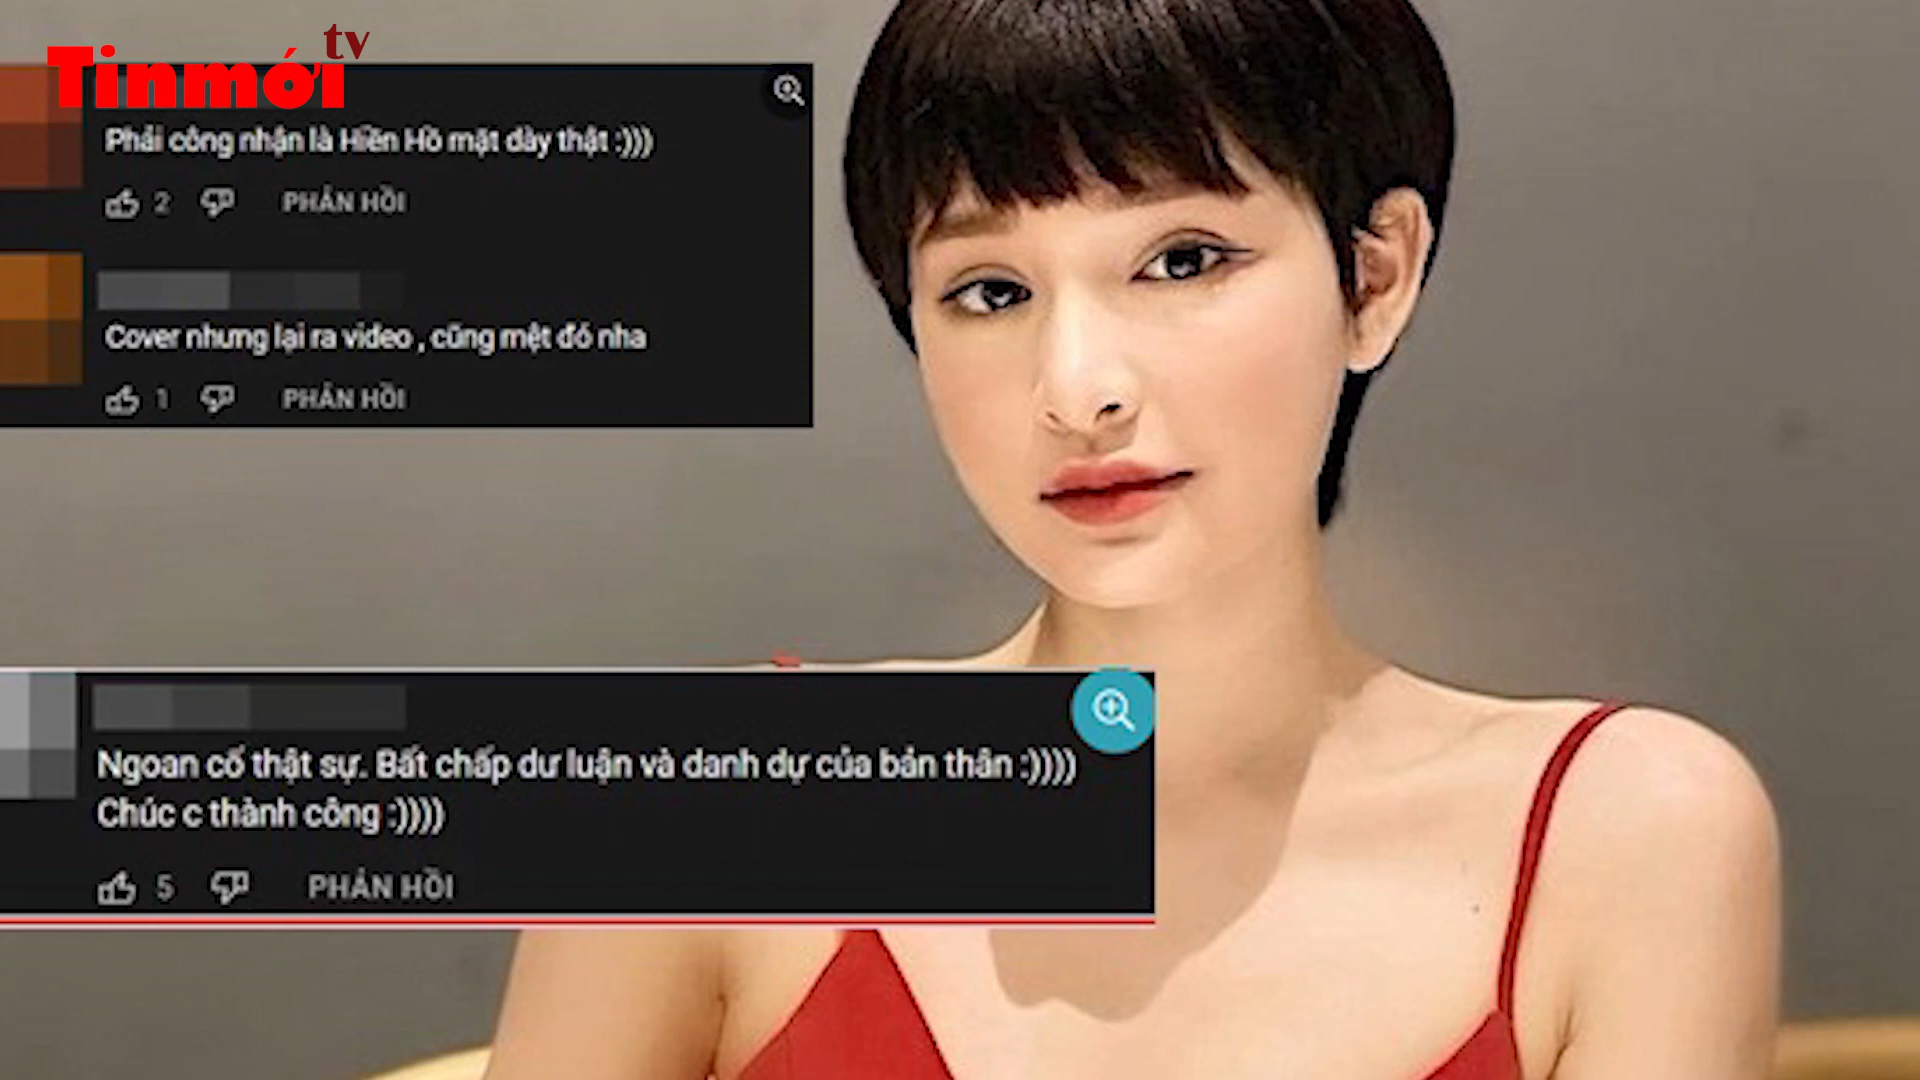 Tinmới tv
Phải công nhận là Hiền Hồ mặt dày thật :)))
2 PHẢN HỒI
Cover nhưng lại ra video , cũng mệt đó nha
1 PHẢN HỒI
Ngoan cố thật sự. Bất chấp dư luận và danh dự của bản thân :))))
Chúc c thành công :))))
5 PHẢN HỒI